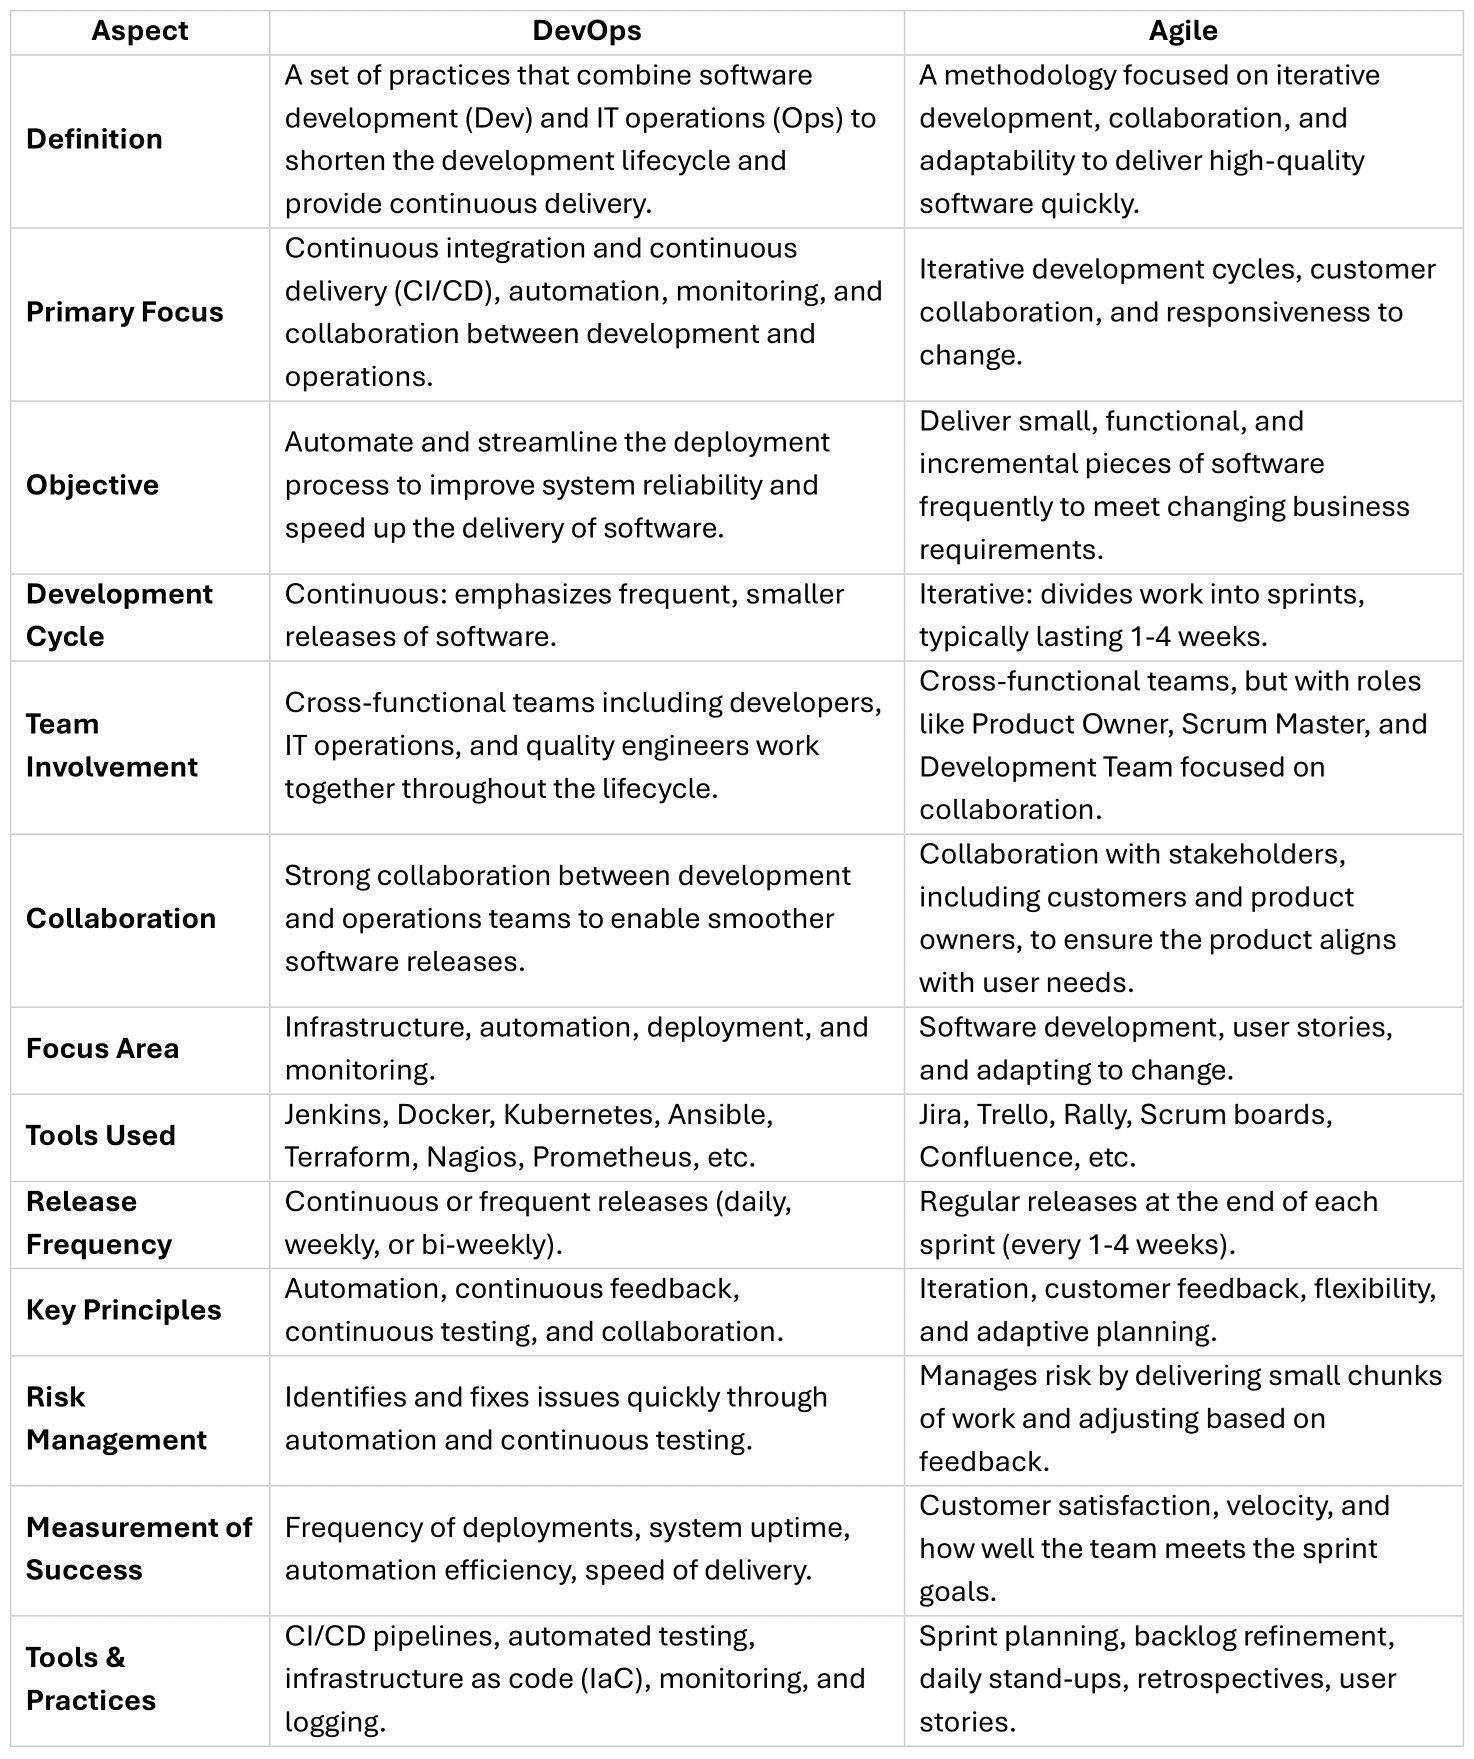 Aspect DevOps Agile
Definition
A set of practices that combine software
development (Dev) and IT operations (Ops) to
shorten the development lifecycle and
provide continuous delivery.
A methodology focused on iterative
development, collaboration, and
adaptability to deliver high-quality
software quickly.
Primary Focus
Continuous integration and continuous
delivery (CI/CD), automation, monitoring, and
collaboration between development and
operations.
Iterative development cycles, customer
collaboration, and responsiveness to
change.
Objective
Automate and streamline the deployment
process to improve system reliability and
speed up the delivery of software.
Deliver small, functional, and
incremental pieces of software
frequently to meet changing business
requirements.
Development
Cycle
Continuous: emphasizes frequent, smaller
releases of software.
Iterative: divides work into sprints,
typically lasting 1-4 weeks.
Team
Involvement
Cross-functional teams including developers,
IT operations, and quality engineers work
together throughout the lifecycle.
Cross-functional teams, but with roles
like Product Owner, Scrum Master, and
Development Team focused on
collaboration.
Collaboration
Strong collaboration between development
and operations teams to enable smoother
software releases.
Collaboration with stakeholders,
including customers and product
owners, to ensure the product aligns
with user needs.
Focus Area
Infrastructure, automation, deployment, and
monitoring.
Software development, user stories,
and adapting to change.
Tools Used
Jenkins, Docker, Kubernetes, Ansible,
Terraform, Nagios, Prometheus, etc.
Jira, Trello, Rally, Scrum boards,
Confluence, etc.
Release
Frequency
Continuous or frequent releases (daily,
weekly, or bi-weekly).
Regular releases at the end of each
sprint (every 1-4 weeks).
Key Principles
Automation, continuous feedback,
continuous testing, and collaboration.
Iteration, customer feedback, flexibility,
and adaptive planning.
Risk
Management
Identifies and fixes issues quickly through
automation and continuous testing.
Manages risk by delivering small chunks
of work and adjusting based on
feedback.
Measurement of
Success
Frequency of deployments, system uptime,
automation efficiency, speed of delivery.
Customer satisfaction, velocity, and
how well the team meets the sprint
goals.
Tools &
Practices
CI/CD pipelines, automated testing,
infrastructure as code (IaC), monitoring, and
logging.
Sprint planning, backlog refinement,
daily stand-ups, retrospectives, user
stories.